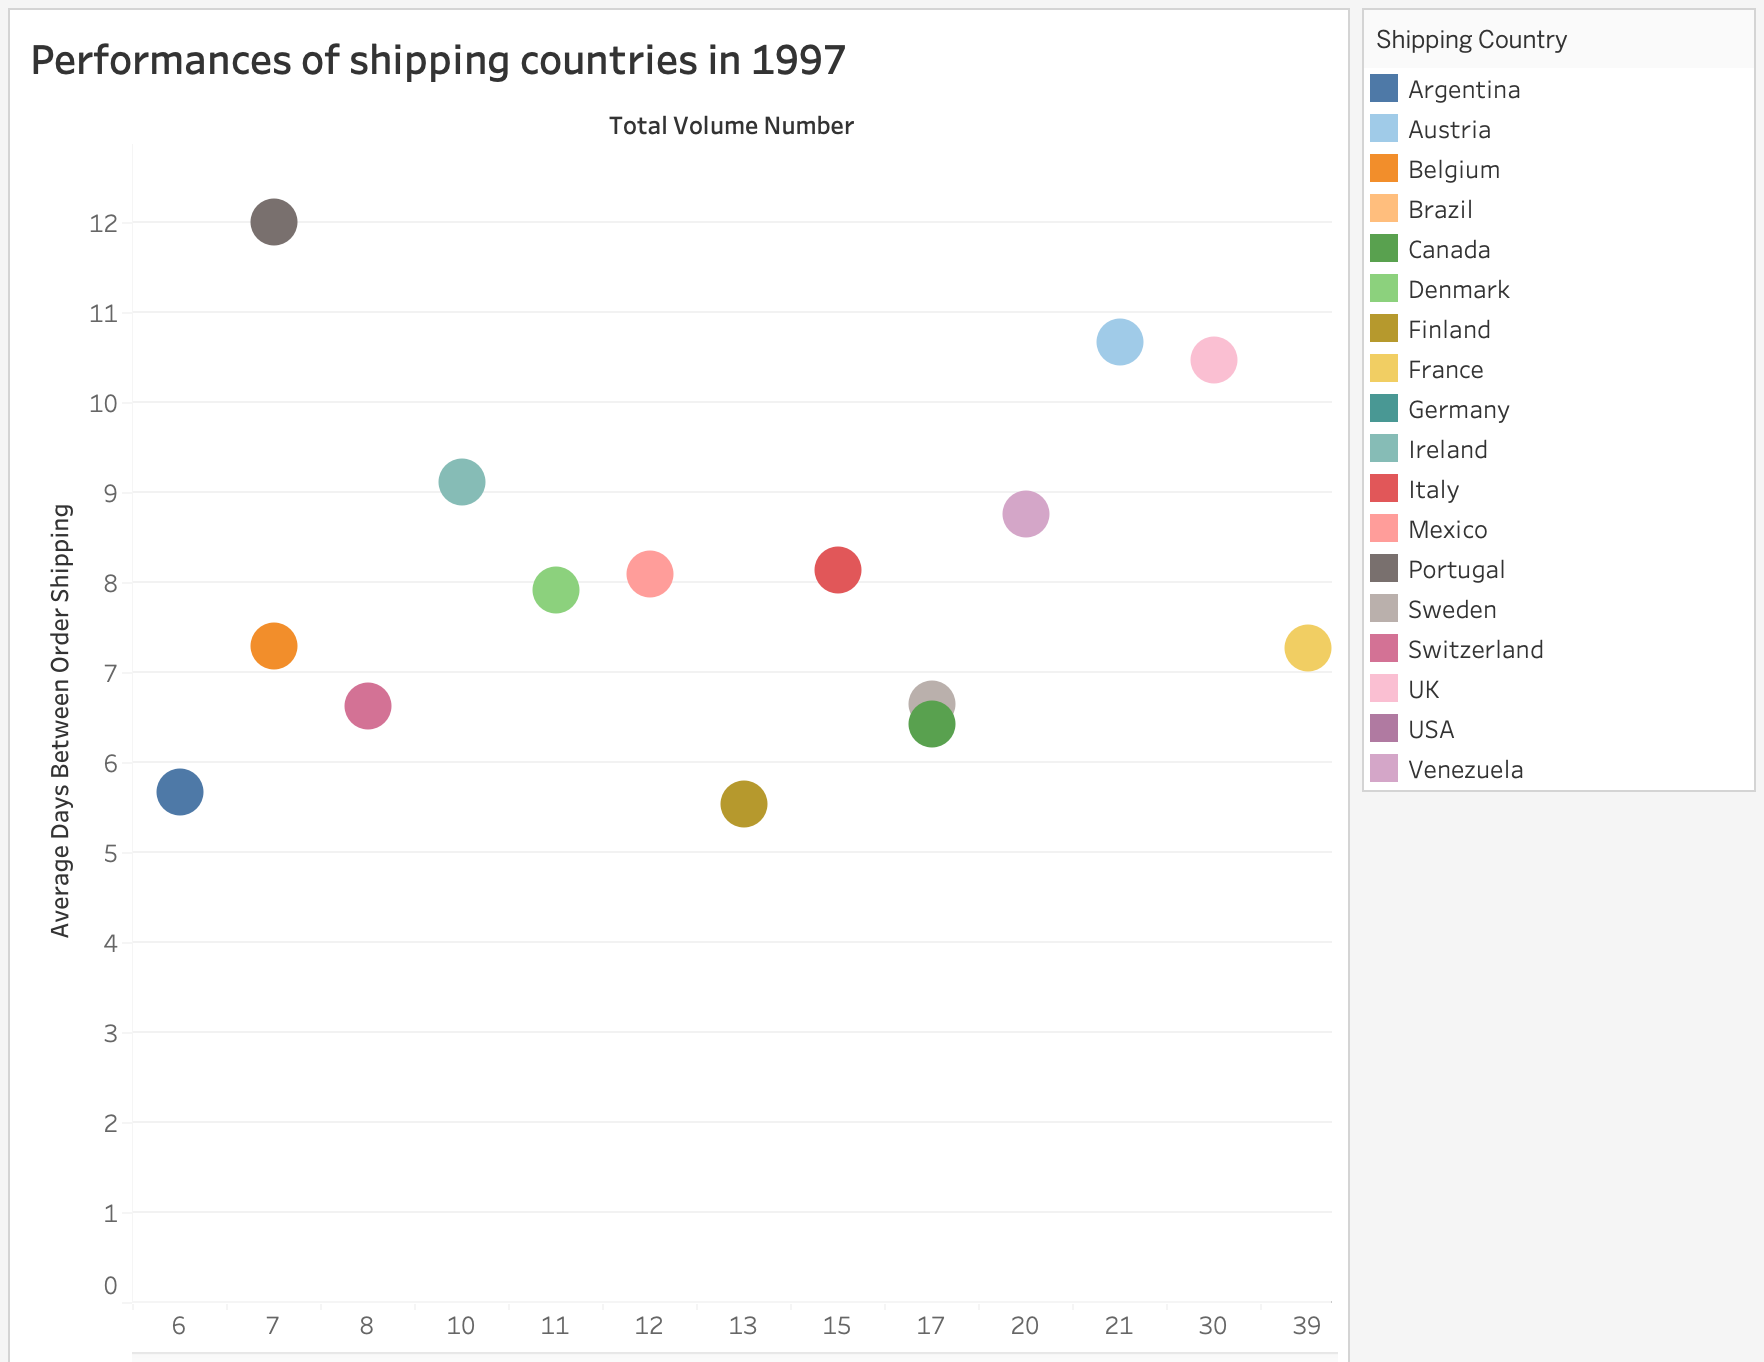 Performances of shipping countries in 1997
Total Volume Number
Average Days Between Order Shipping
12
11
10
9
8
7
6
5
4
3
2
1
0
6 7 8 10 11 12 13 15 17 20 21 30 39
Shipping Country
Argentina
Austria
Belgium
Brazil
Canada
Denmark
Finland
France
Germany
Ireland
Italy
Mexico
Portugal
Sweden
Switzerland
UK
USA
Venezuela